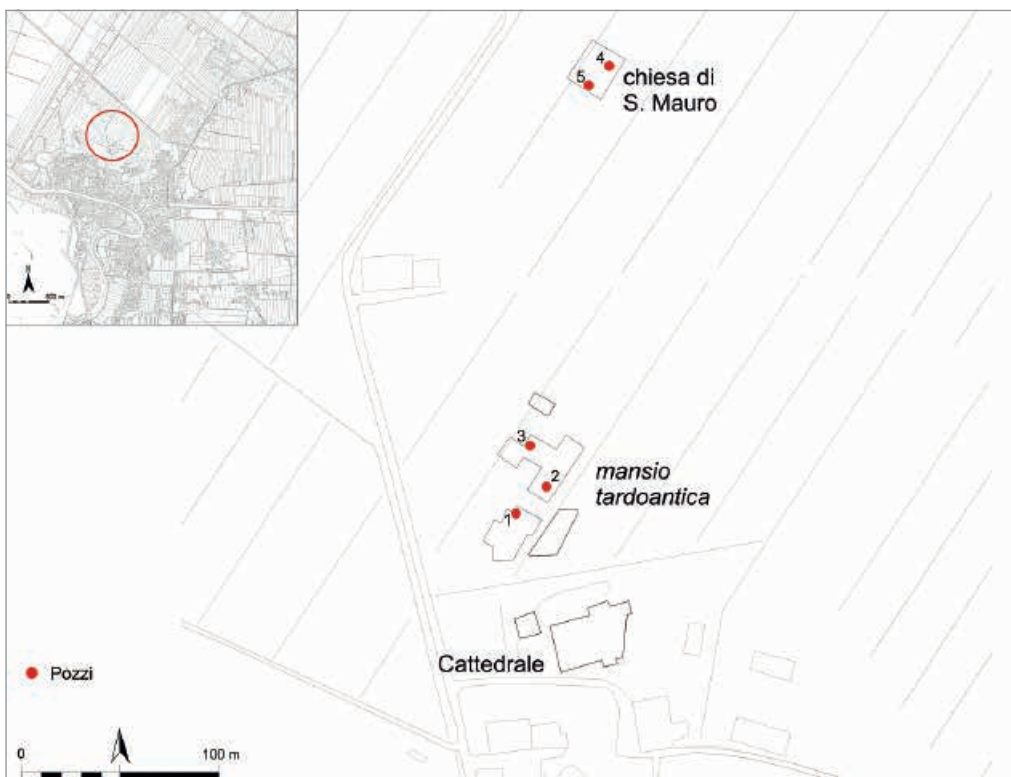 4
5
chiesa di
S. Mauro
3
2
mansio
tardoantica
1
Cattedrale
Pozzi
0
100 m